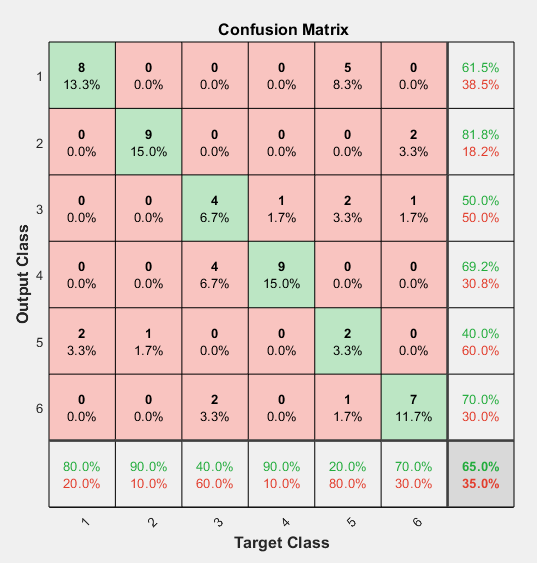 Confusion Matrix
1 8 0 0 0 5 0 61.5%
13.3% 0.0% 0.0% 0.0% 8.3% 0.0% 38.5%
2 0 9 0 0 0 2 81.8%
0.0% 15.0% 0.0% 0.0% 0.0% 3.3% 18.2%
3 0 0 4 1 2 1 50.0%
0.0% 0.0% 6.7% 1.7% 3.3% 1.7% 50.0%
4 0 0 4 9 0 0 69.2%
0.0% 0.0% 6.7% 15.0% 0.0% 0.0% 30.8%
5 2 1 0 0 2 0 40.0%
3.3% 1.7% 0.0% 0.0% 3.3% 0.0% 60.0%
6 0 0 2 0 1 7 70.0%
0.0% 0.0% 3.3% 0.0% 1.7% 11.7% 30.0%
80.0% 90.0% 40.0% 90.0% 20.0% 70.0% 65.0%
20.0% 10.0% 60.0% 10.0% 80.0% 30.0% 35.0%
1 2 3 4 5 6
Target Class
Output Class